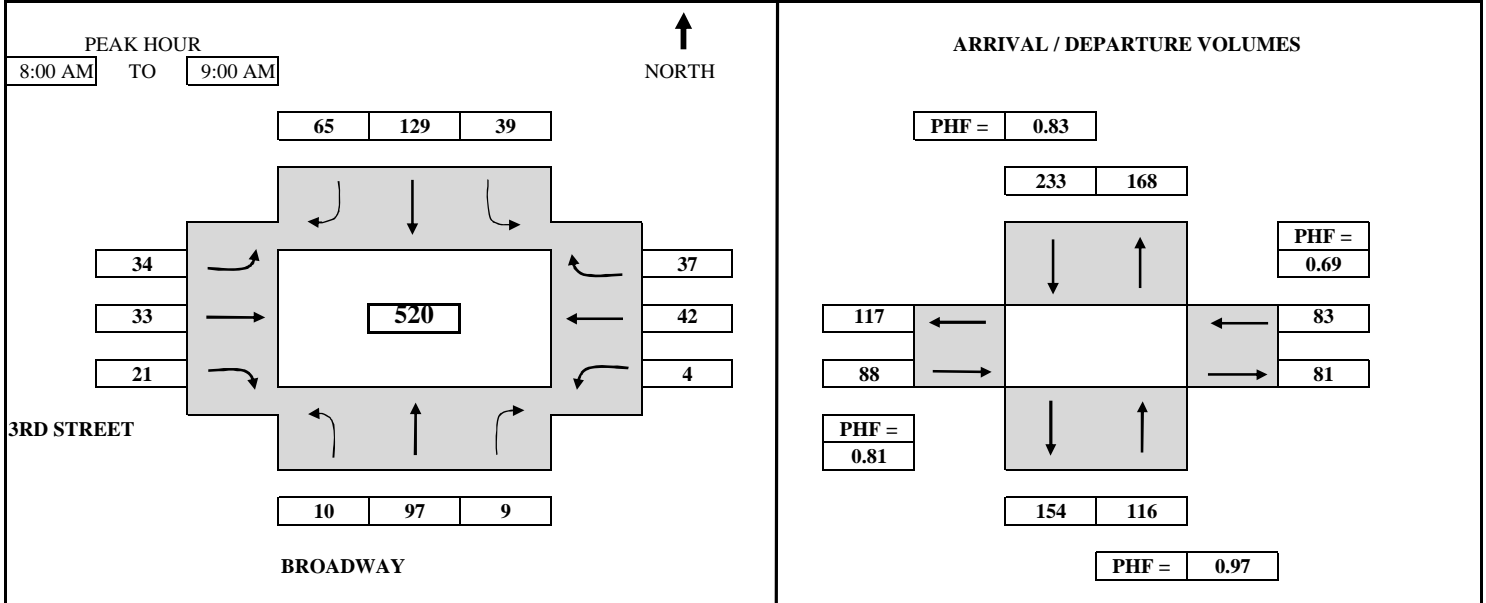 PEAK HOUR
8:00 AM TO 9:00 AM
NORTH
65 129 39
34
33
21
520
37
42
4
3RD STREET
10 97 9
BROADWAY
ARRIVAL / DEPARTURE VOLUMES
PHF = 0.83
233 168
PHF =
0.69
117
88
83
81
PHF =
0.81
154 116
PHF = 0.97